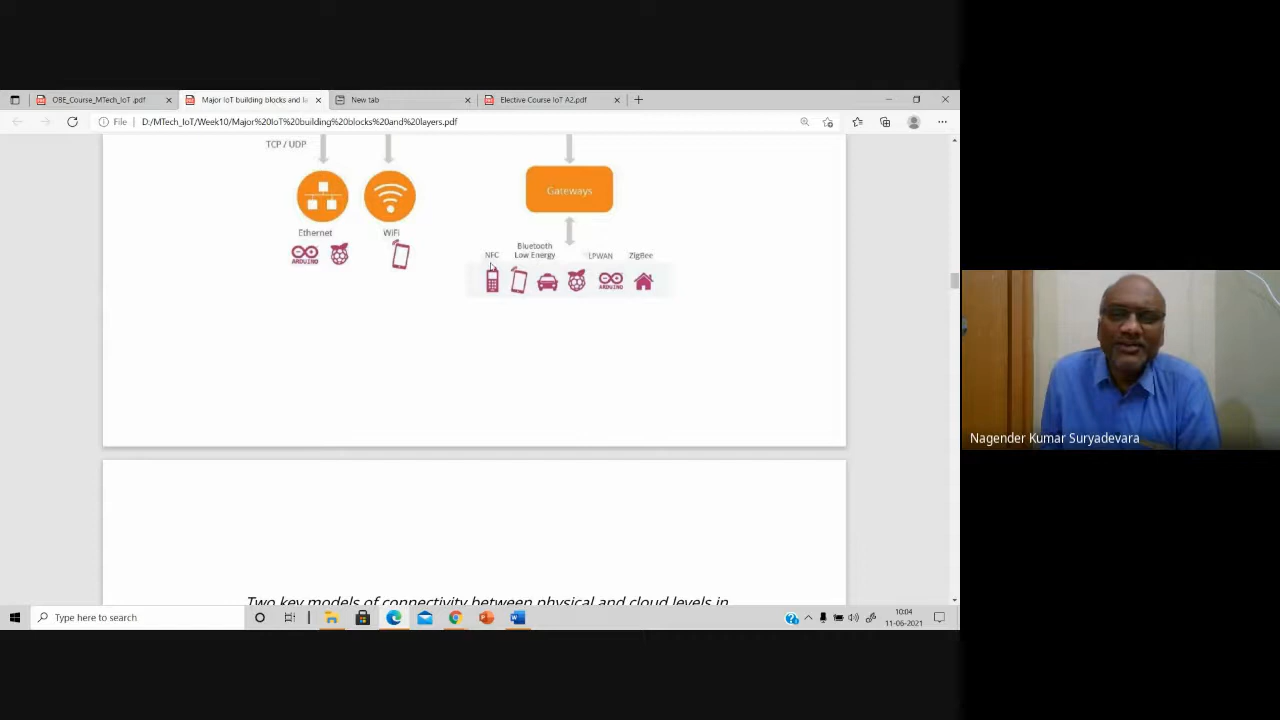 OBE_Course_MTech_IoT .pdf
Major IoT building blocks and la
New tab
Elective Course IoT A2.pdf
File
D:/MTech_IoT/Week10/Major%20IoT%20building%20blocks%20and%20layers.pdf
TCP / UDP
Gateways
Ethernet
WiFi
ARDUINO
NFC
Bluetooth
Low Energy
LPWAN
ZigBee
ARDUINO
Nagender Kumar Suryadevara
Two key models of connectivity between physical and cloud levels in
Type here to search
10:04
11-06-2021